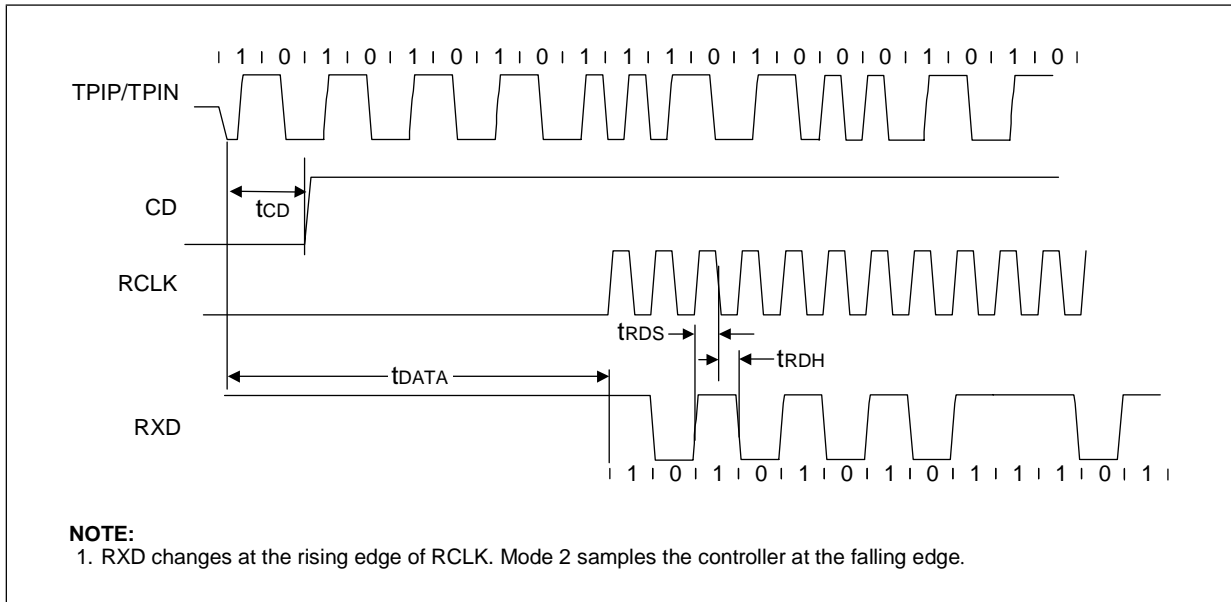 1 0 1 0 1 0 1 0 1 1 1 0 1 0 0 0 1 0 1 0
TPIP/TPIN
CD
tCD
RCLK
tRDS
tRDH
tDATA
RXD
1 0 1 0 1 0 1 0 1 1 1 0 1
NOTE:
1. RXD changes at the rising edge of RCLK. Mode 2 samples the controller at the falling edge.